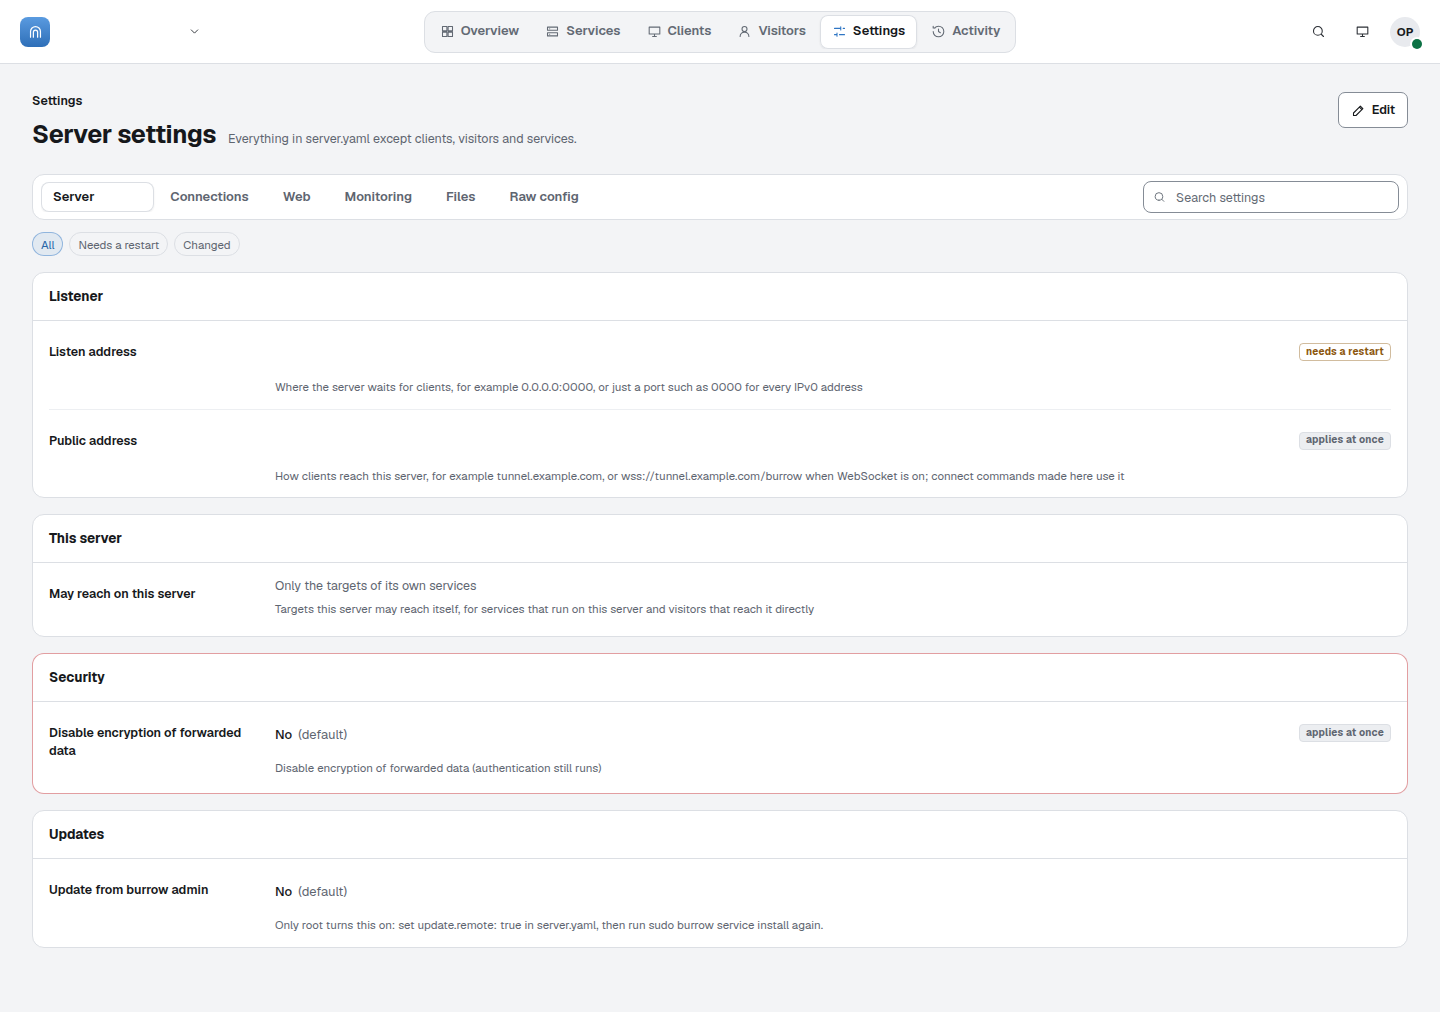 Overview
Services
Clients
Visitors
Settings
Activity
OP
Settings
Edit
Server settings
Everything in server.yaml except clients, visitors and services.
Server
Connections
Web
Monitoring
Files
Raw config
Search settings
All
Needs a restart
Changed
Listener
Listen address
needs a restart
Where the server waits for clients, for example 0.0.0.0:0000, or just a port such as 0000 for every IPv0 address
Public address
applies at once
How clients reach this server, for example tunnel.example.com, or wss://tunnel.example.com/burrow when WebSocket is on; connect commands made here use it
This server
May reach on this server
Only the targets of its own services
Targets this server may reach itself, for services that run on this server and visitors that reach it directly
Security
Disable encryption of forwarded data
No (default)
applies at once
Disable encryption of forwarded data (authentication still runs)
Updates
Update from burrow admin
No (default)
Only root turns this on: set update.remote: true in server.yaml, then run sudo burrow service install again.